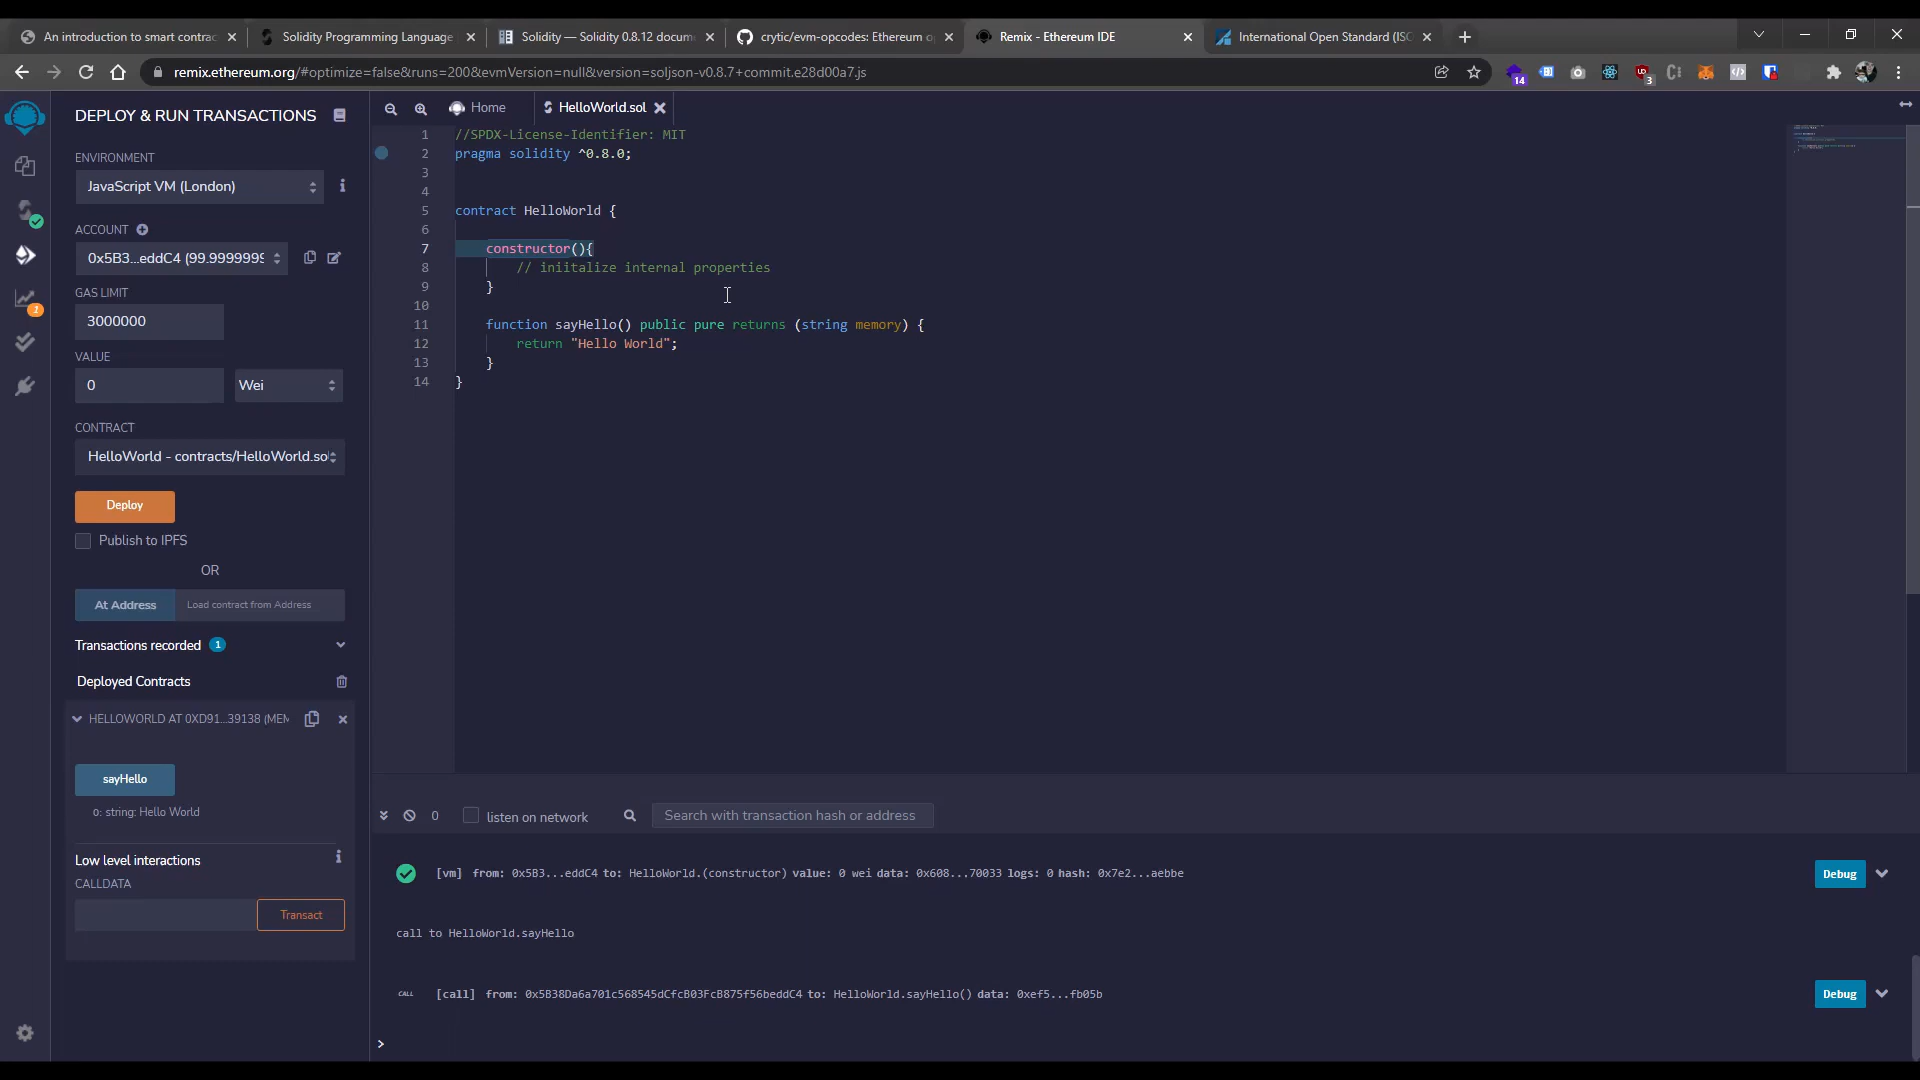 An introduction to smart contrac
Solidity Programming Language
Solidity — Solidity 0.8.12 docum
crytic/evm-opcodes: Ethereum op
Remix - Ethereum IDE
International Open Standard (ISC
remix.ethereum.org/#optimize=false&runs=200&evmVersion=null&version=soljson-v0.8.7+commit.e28d00a7.js
14
3
DEPLOY & RUN TRANSACTIONS
ENVIRONMENT
JavaScript VM (London)
ACCOUNT
0x5B3...eddC4 (99.9999999
GAS LIMIT
3000000
VALUE
0
Wei
CONTRACT
HelloWorld - contracts/HelloWorld.so
Deploy
Publish to IPFS
OR
At Address
Load contract from Address
Transactions recorded 1
Deployed Contracts
HELLOWORLD AT 0XD91...39138 (MEM
sayHello
0: string: Hello World
Low level interactions
CALLDATA
Transact
1
Home
HelloWorld.sol
1 //SPDX-License-Identifier: MIT
2 pragma solidity ^0.8.0;
3
4
5 contract HelloWorld {
6
7 constructor(){
8 // iniitalize internal properties
9 }
10
11 function sayHello() public pure returns (string memory) {
12 return "Hello World";
13 }
14 }
0
listen on network
Search with transaction hash or address
[vm] from: 0x5B3...eddC4 to: HelloWorld.(constructor) value: 0 wei data: 0x608...70033 logs: 0 hash: 0x7e2...aebbe
Debug
call to HelloWorld.sayHello
CALL [call] from: 0x5B38Da6a701c568545dCfcB03FcB875f56beddC4 to: HelloWorld.sayHello() data: 0xef5...fb05b
Debug
>